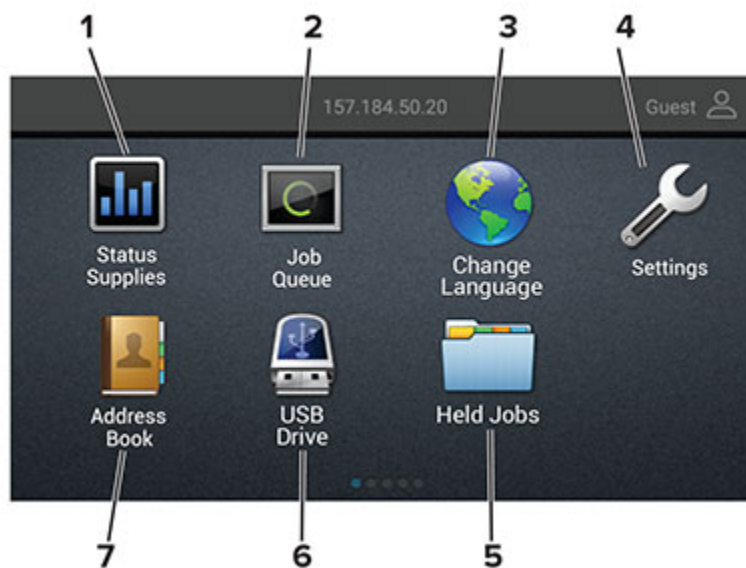 1 2 3 4
157.184.50.20 Guest
Status
Supplies
Job
Queue
Change
Language
Settings
Address
Book
USB
Drive
Held Jobs
7 6 5